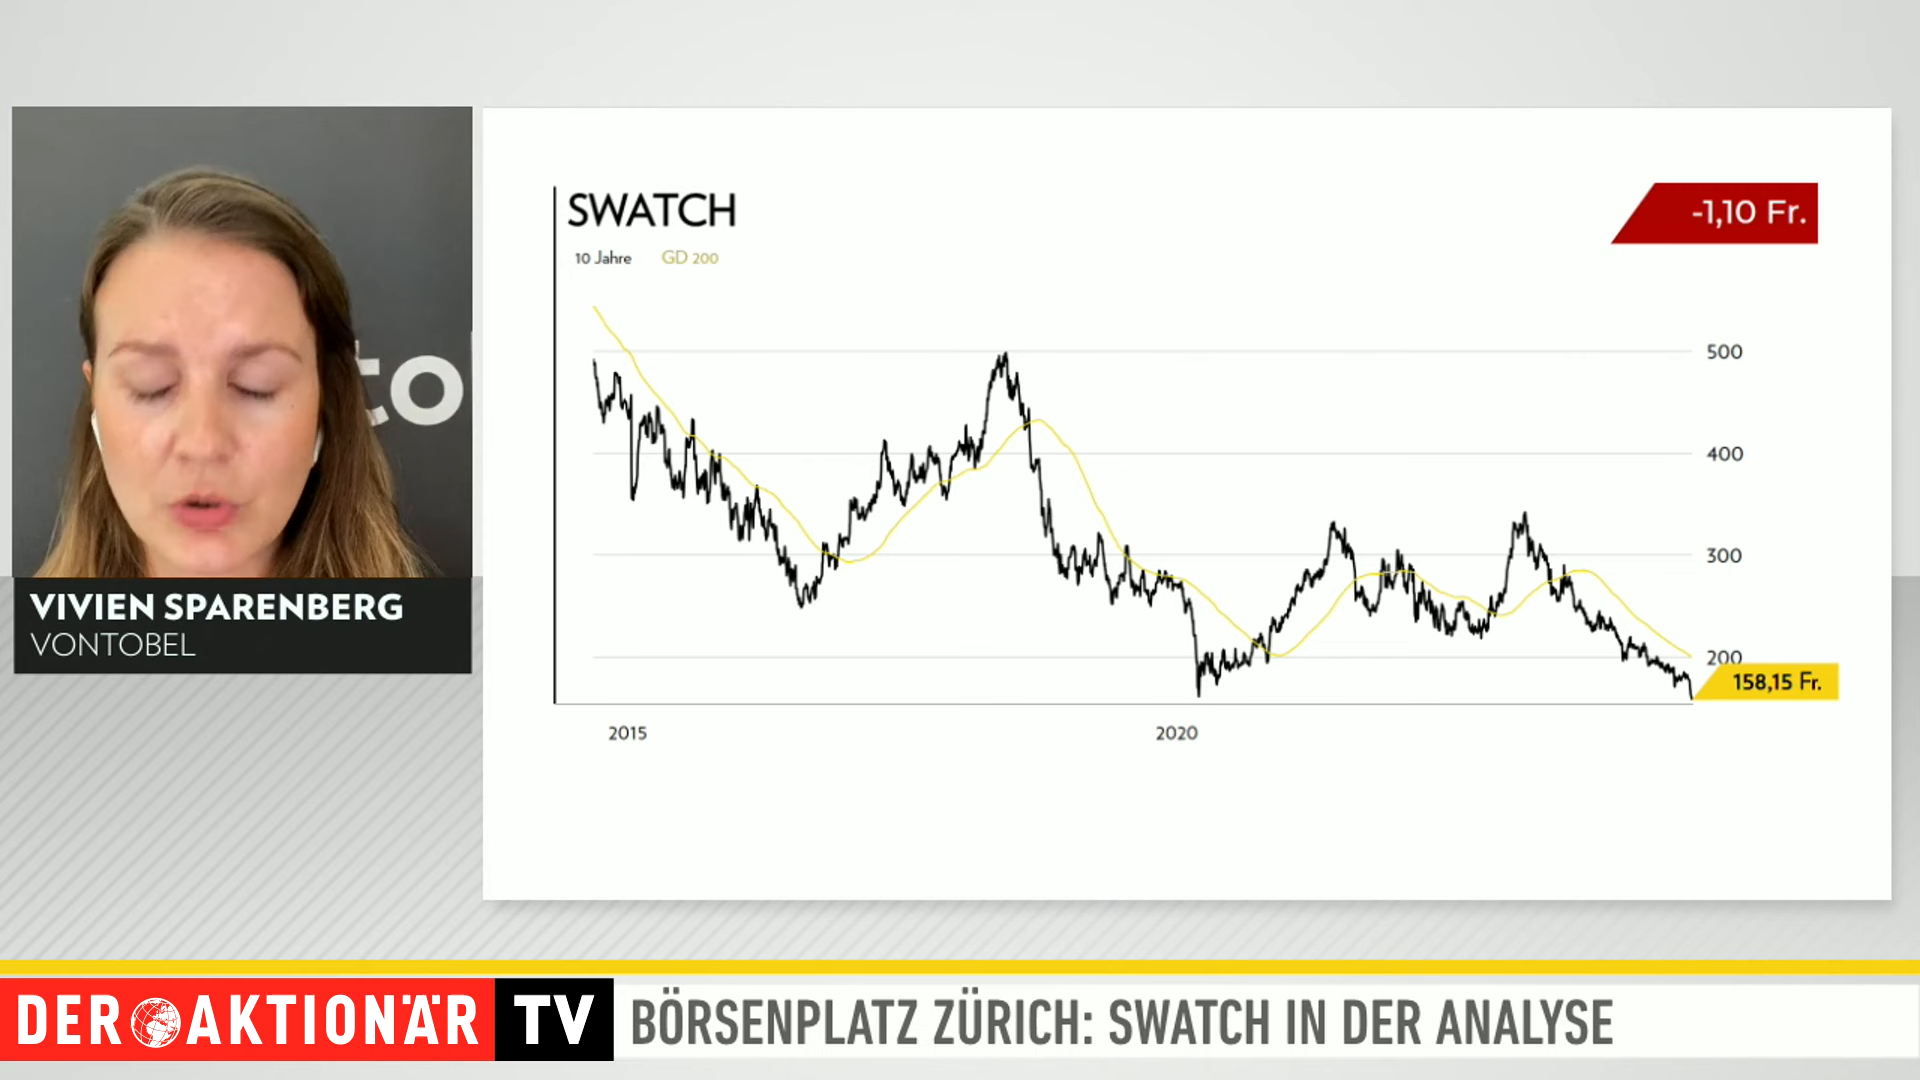 to
VIVIEN SPARENBERG
VONTOBEL
SWATCH
10 Jahre GD 200
-1,10 Fr.
500
400
300
200
158,15 Fr.
2015 2020
DER AKTIONÄR TV
BÖRSENPLATZ ZÜRICH: SWATCH IN DER ANALYSE